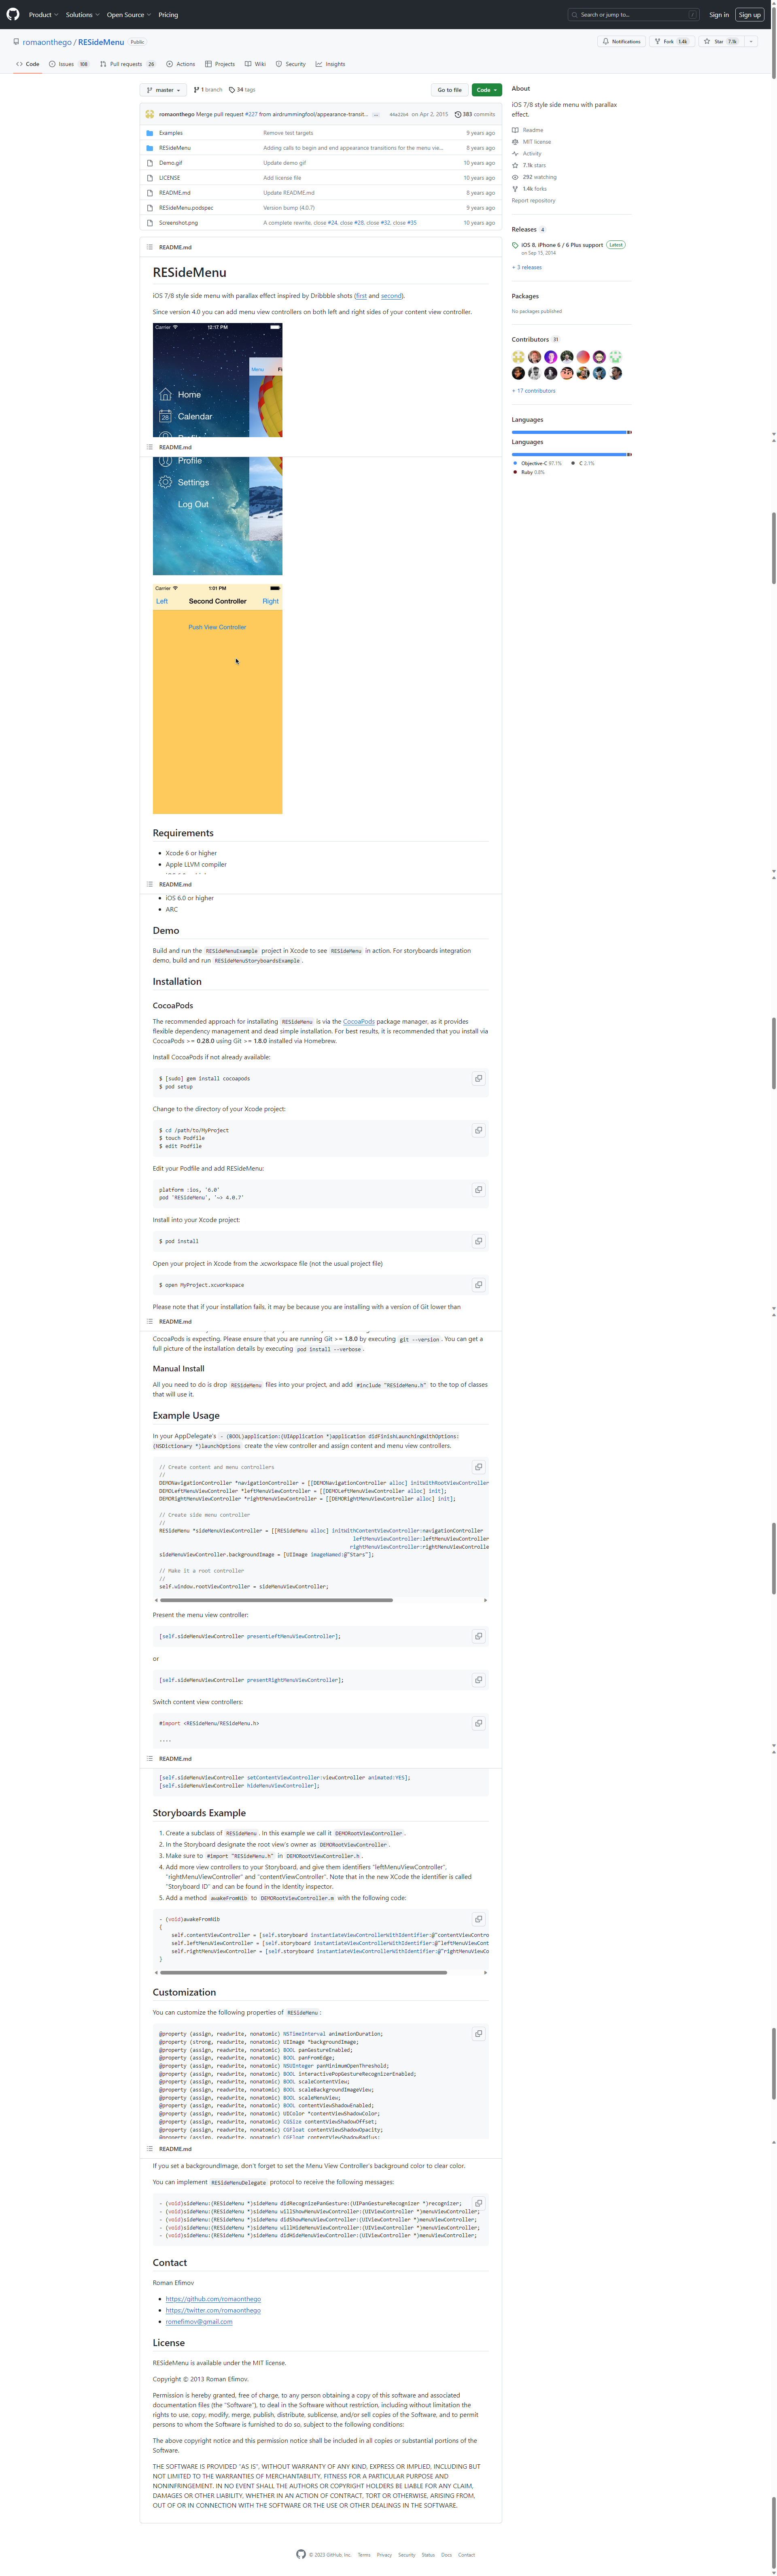 Product Solutions Open Source Pricing
Search or jump to... /
Sign in Sign up
romaonthego / RESideMenu Public
Notifications Fork 1.4k Star 7.1k
Code Issues 308 Pull requests 26 Actions Projects Wiki Security Insights
master 1 branch 34 tags Go to file Code
romaonthego Merge pull request #227 from airdrummingfool/appearance-transit... ... on Apr 2, 2015 383 commits
Examples Remove test targets 9 years ago
RESideMenu Adding calls to begin and end appearance transitions for the menu vie... 8 years ago
Demo.gif Update demo gif 10 years ago
LICENSE Add license file 10 years ago
README.md Update README.md 8 years ago
RESideMenu.podspec Version bump (4.0.7) 9 years ago
Screenshot.png A complete rewrite, close #24, close #28, close #32, close #35 10 years ago
About
iOS 7/8 style side menu with parallax
effect.
Readme
MIT license
Activity
7.1k stars
292 watching
1.4k forks
Report repository
Releases 4
iOS 8, iPhone 6 / 6 Plus support Latest
on Sep 15, 2014
+ 3 releases
Packages
No packages published
Contributors 31
+ 17 contributors
Languages
Languages
Objective-C 97.1% C 2.1%
Ruby 0.8%
README.md
RESideMenu
iOS 7/8 style side menu with parallax effect inspired by Dribbble shots (first and second).
Since version 4.0 you can add menu view controllers on both left and right sides of your content view controller.
Carrier 12:17 PM
Menu Fi
Home
28 Calendar
Profile
README.md
Profile
Settings
Log Out
Carrier 1:01 PM
Left Second Controller Right
Push View Controller
Requirements
Xcode 6 or higher
Apple LLVM compiler
README.md
iOS 6.0 or higher
ARC
Demo
Build and run the RESideMenuExample project in Xcode to see RESideMenu in action. For storyboards integration
demo, build and run RESideMenuStoryboardsExample.
Installation
CocoaPods
The recommended approach for installating RESideMenu is via the CocoaPods package manager, as it provides
flexible dependency management and dead simple installation. For best results, it is recommended that you install via
CocoaPods >= 0.28.0 using Git >= 1.8.0 installed via Homebrew.
Install CocoaPods if not already available:
$ [sudo] gem install cocoapods
$ pod setup
Change to the directory of your Xcode project:
$ cd /path/to/MyProject
$ touch Podfile
$ edit Podfile
Edit your Podfile and add RESideMenu:
platform :ios, '6.0'
pod 'RESideMenu', '~> 4.0.7'
Install into your Xcode project:
$ pod install
Open your project in Xcode from the .xcworkspace file (not the usual project file)
$ open MyProject.xcworkspace
Please note that if your installation fails, it may be because you are installing with a version of Git lower than
README.md
CocoaPods is expecting. Please ensure that you are running Git >= 1.8.0 by executing git --version. You can get a
full picture of the installation details by executing pod install --verbose.
Manual Install
All you need to do is drop RESideMenu files into your project, and add #include "RESideMenu.h" to the top of classes
that will use it.
Example Usage
In your AppDelegate's - (BOOL)application:(UIApplication *)application didFinishLaunchingWithOptions:
(NSDictionary *)launchOptions create the view controller and assign content and menu view controllers.
// Create content and menu controllers
//
DEMONavigationController *navigationController = [[DEMONavigationController alloc] initWithRootViewController
DEMOLeftMenuViewController *leftMenuViewController = [[DEMOLeftMenuViewController alloc] init];
DEMORightMenuViewController *rightMenuViewController = [[DEMORightMenuViewController alloc] init];
// Create side menu controller
//
RESideMenu *sideMenuViewController = [[RESideMenu alloc] initWithContentViewController:navigationController
leftMenuViewController:leftMenuViewController
rightMenuViewController:rightMenuViewControlle
sideMenuViewController.backgroundImage = [UIImage imageNamed:@"Stars"];
// Make it a root controller
//
self.window.rootViewController = sideMenuViewController;
Present the menu view controller:
[self.sideMenuViewController presentLeftMenuViewController];
or
[self.sideMenuViewController presentRightMenuViewController];
Switch content view controllers:
#import <RESideMenu/RESideMenu.h>
....
README.md
[self.sideMenuViewController setContentViewController:viewController animated:YES];
[self.sideMenuViewController hideMenuViewController];
Storyboards Example
1. Create a subclass of RESideMenu. In this example we call it DEMORootViewController.
2. In the Storyboard designate the root view's owner as DEMORootViewController.
3. Make sure to #import "RESideMenu.h" in DEMORootViewController.h.
4. Add more view controllers to your Storyboard, and give them identifiers "leftMenuViewController",
"rightMenuViewController" and "contentViewController". Note that in the new XCode the identifier is called
"Storyboard ID" and can be found in the Identity inspector.
5. Add a method awakeFromNib to DEMORootViewController.m with the following code:
- (void)awakeFromNib
{
self.contentViewController = [self.storyboard instantiateViewControllerWithIdentifier:@"contentViewContro
self.leftMenuViewController = [self.storyboard instantiateViewControllerWithIdentifier:@"leftMenuViewCont
self.rightMenuViewController = [self.storyboard instantiateViewControllerWithIdentifier:@"rightMenuViewCo
}
Customization
You can customize the following properties of RESideMenu:
@property (assign, readwrite, nonatomic) NSTimeInterval animationDuration;
@property (strong, readwrite, nonatomic) UIImage *backgroundImage;
@property (assign, readwrite, nonatomic) BOOL panGestureEnabled;
@property (assign, readwrite, nonatomic) BOOL panFromEdge;
@property (assign, readwrite, nonatomic) NSUInteger panMinimumOpenThreshold;
@property (assign, readwrite, nonatomic) BOOL interactivePopGestureRecognizerEnabled;
@property (assign, readwrite, nonatomic) BOOL scaleContentView;
@property (assign, readwrite, nonatomic) BOOL scaleBackgroundImageView;
@property (assign, readwrite, nonatomic) BOOL scaleMenuView;
@property (assign, readwrite, nonatomic) BOOL contentViewShadowEnabled;
@property (assign, readwrite, nonatomic) UIColor *contentViewShadowColor;
@property (assign, readwrite, nonatomic) CGSize contentViewShadowOffset;
@property (assign, readwrite, nonatomic) CGFloat contentViewShadowOpacity;
@property (assign, readwrite, nonatomic) CGFloat contentViewShadowRadius;
README.md
If you set a backgroundImage, don't forget to set the Menu View Controller's background color to clear color.
You can implement RESideMenuDelegate protocol to receive the following messages:
- (void)sideMenu:(RESideMenu *)sideMenu didRecognizePanGesture:(UIPanGestureRecognizer *)recognizer;
- (void)sideMenu:(RESideMenu *)sideMenu willShowMenuViewController:(UIViewController *)menuViewController;
- (void)sideMenu:(RESideMenu *)sideMenu didShowMenuViewController:(UIViewController *)menuViewController;
- (void)sideMenu:(RESideMenu *)sideMenu willHideMenuViewController:(UIViewController *)menuViewController;
- (void)sideMenu:(RESideMenu *)sideMenu didHideMenuViewController:(UIViewController *)menuViewController;
Contact
Roman Efimov
https://github.com/romaonthego
https://twitter.com/romaonthego
romefimov@gmail.com
License
RESideMenu is available under the MIT license.
Copyright © 2013 Roman Efimov.
Permission is hereby granted, free of charge, to any person obtaining a copy of this software and associated
documentation files (the "Software"), to deal in the Software without restriction, including without limitation the
rights to use, copy, modify, merge, publish, distribute, sublicense, and/or sell copies of the Software, and to permit
persons to whom the Software is furnished to do so, subject to the following conditions:
The above copyright notice and this permission notice shall be included in all copies or substantial portions of the
Software.
THE SOFTWARE IS PROVIDED "AS IS", WITHOUT WARRANTY OF ANY KIND, EXPRESS OR IMPLIED, INCLUDING BUT
NOT LIMITED TO THE WARRANTIES OF MERCHANTABILITY, FITNESS FOR A PARTICULAR PURPOSE AND
NONINFRINGEMENT. IN NO EVENT SHALL THE AUTHORS OR COPYRIGHT HOLDERS BE LIABLE FOR ANY CLAIM,
DAMAGES OR OTHER LIABILITY, WHETHER IN AN ACTION OF CONTRACT, TORT OR OTHERWISE, ARISING FROM,
OUT OF OR IN CONNECTION WITH THE SOFTWARE OR THE USE OR OTHER DEALINGS IN THE SOFTWARE.
© 2023 GitHub, Inc. Terms Privacy Security Status Docs Contact